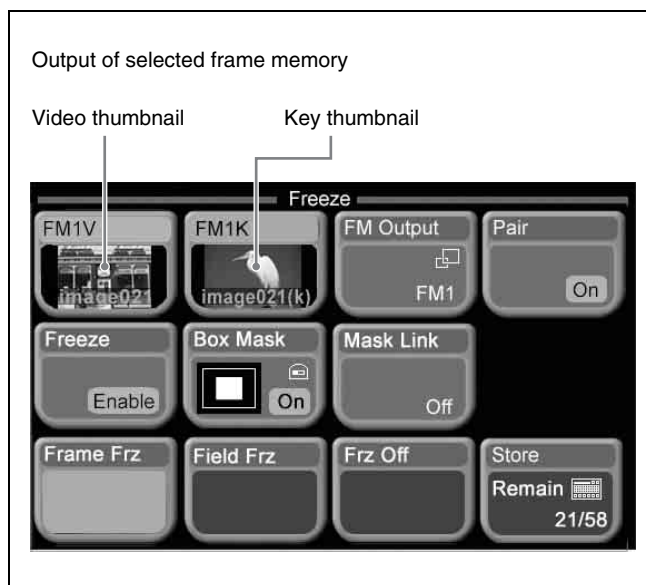 Output of selected frame memory
Video thumbnail
Key thumbnail
Freeze
FM1V
image021
FM1K
image021(k)
FM Output
FM1
Pair
On
Freeze
Enable
Box Mask
On
Mask Link
Off
Frame Frz
Field Frz
Frz Off
Store
Remain
21/58